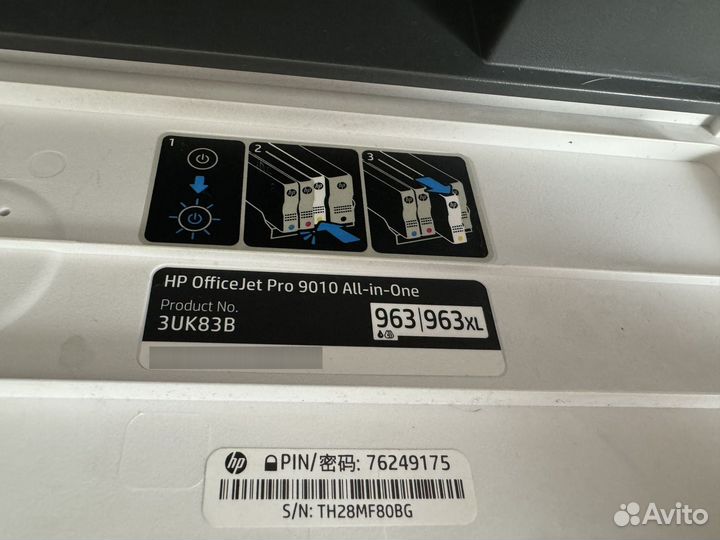 1
2
3
HP OfficeJet Pro 9010 All-in-One
Product No.
3UK83B
963|963XL
hp PIN/密码: 76249175
S/N: TH28MF80BG
Avito